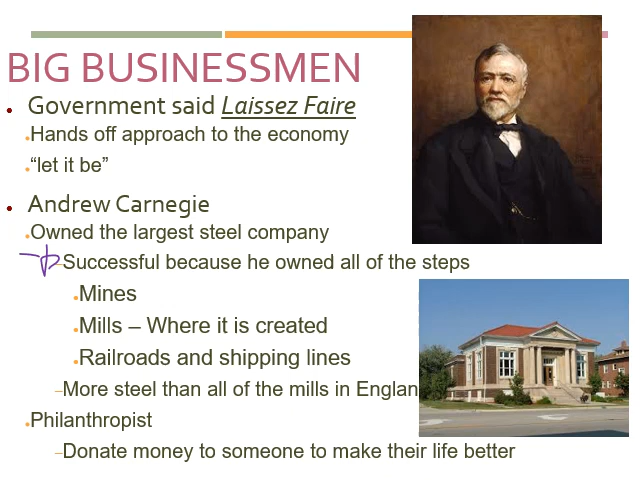 BIG BUSINESSMEN
Government said Laissez Faire
Hands off approach to the economy
“let it be”
Andrew Carnegie
Owned the largest steel company
–Successful because he owned all of the steps
Mines
Mills – Where it is created
Railroads and shipping lines
–More steel than all of the mills in Englan
Philanthropist
–Donate money to someone to make their life better